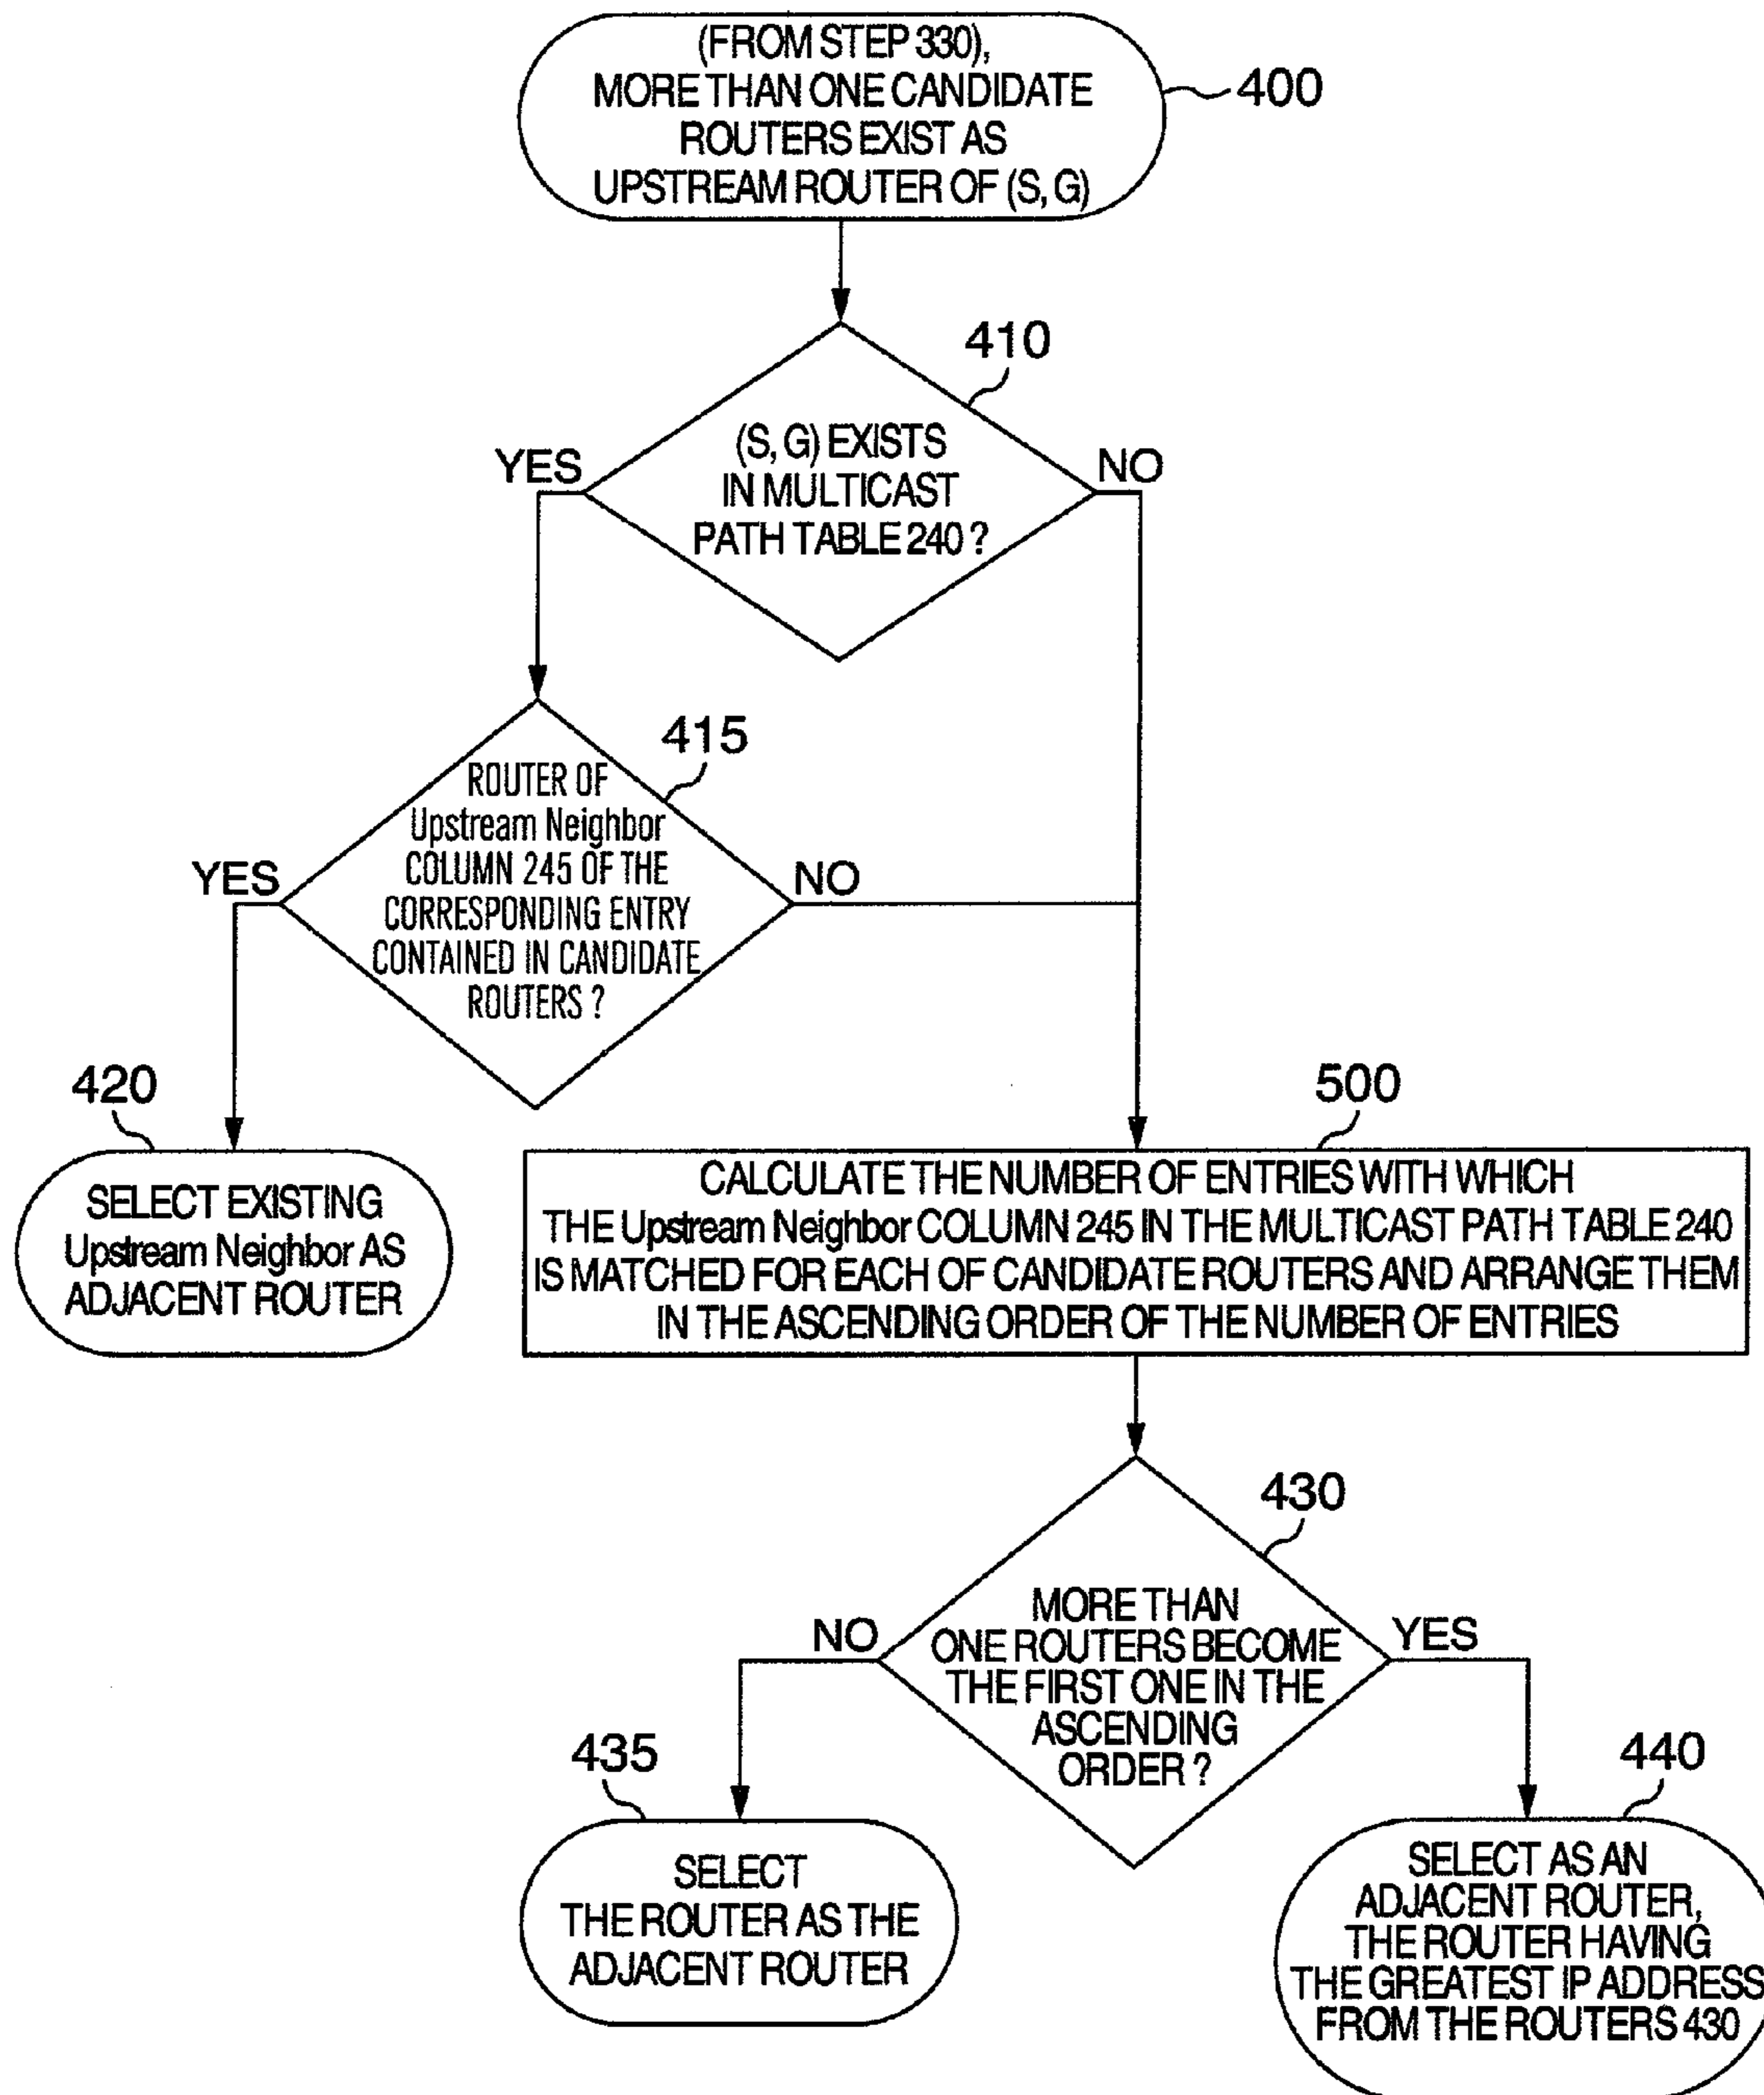 (FROM STEP 330),
MORE THAN ONE CANDIDATE
ROUTERS EXIST AS
UPSTREAM ROUTER OF (S, G)
400
410
(S, G) EXISTS
IN MULTICAST
PATH TABLE 240 ?
YES
NO
415
ROUTER OF
Upstream Neighbor
COLUMN 245 OF THE
CORRESPONDING ENTRY
CONTAINED IN CANDIDATE
ROUTERS ?
YES
NO
420
SELECT EXISTING
Upstream Neighbor AS
ADJACENT ROUTER
500
CALCULATE THE NUMBER OF ENTRIES WITH WHICH
THE Upstream Neighbor COLUMN 245 IN THE MULTICAST PATH TABLE 240
IS MATCHED FOR EACH OF CANDIDATE ROUTERS AND ARRANGE THEM
IN THE ASCENDING ORDER OF THE NUMBER OF ENTRIES
430
MORE THAN
ONE ROUTERS BECOME
THE FIRST ONE IN THE
ASCENDING
ORDER ?
NO
YES
435
SELECT
THE ROUTER AS THE
ADJACENT ROUTER
440
SELECT AS AN
ADJACENT ROUTER,
THE ROUTER HAVING
THE GREATEST IP ADDRESS
FROM THE ROUTERS 430